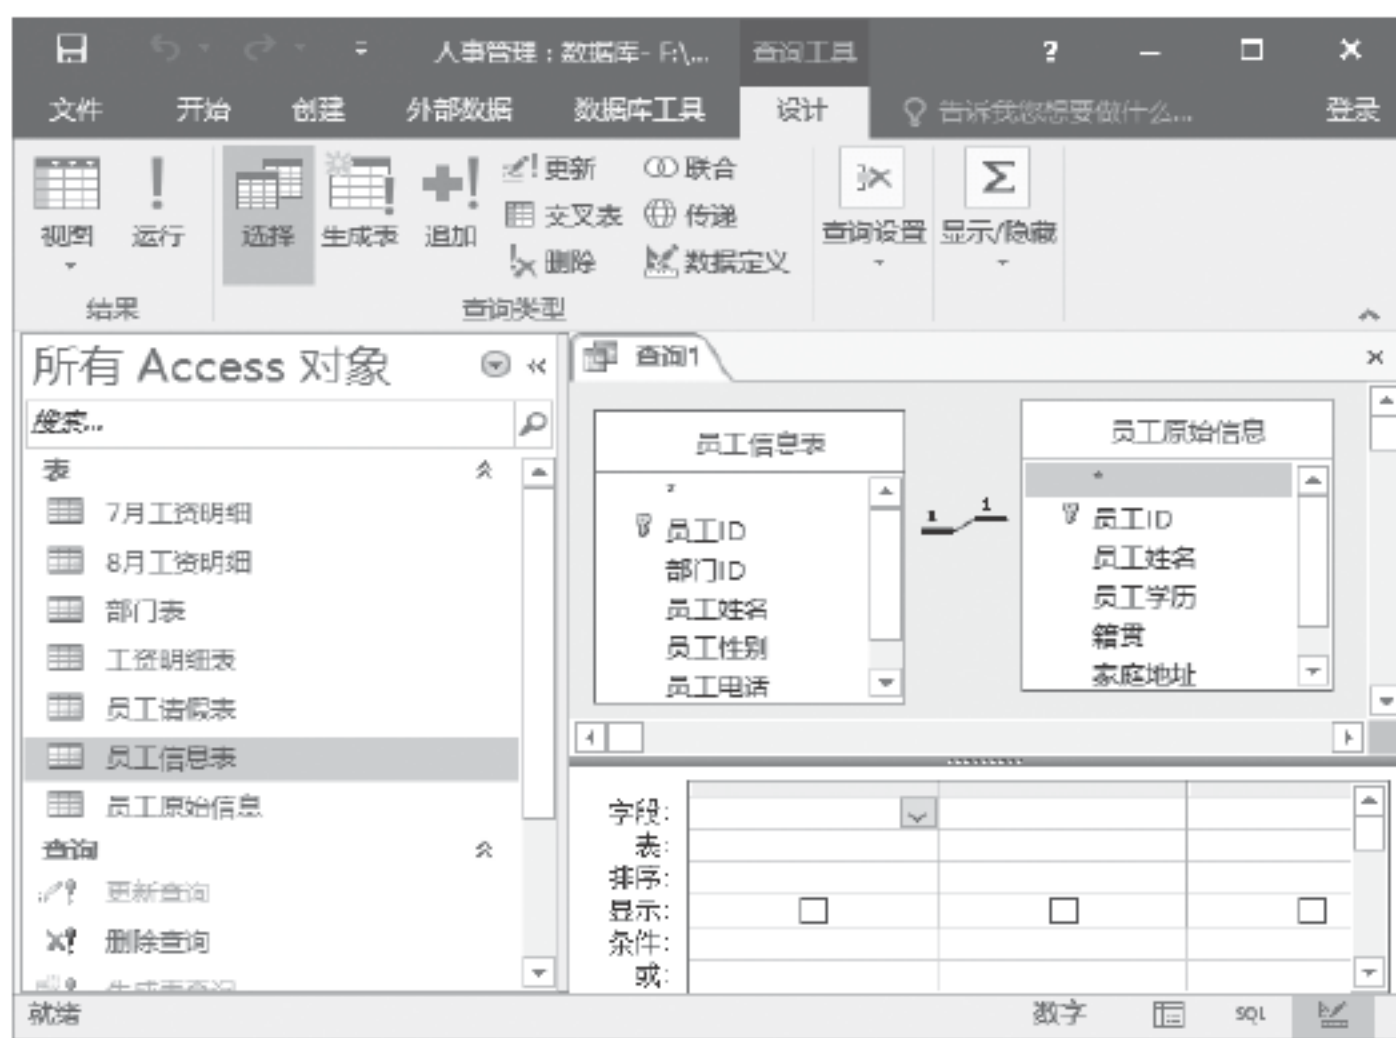 人事管理：数据库- F:\... 查询工具 ?
文件 开始 创建 外部数据 数据库工具 设计 告诉我您想要做什么... 登录
更新 联合
视图 运行 选择 生成表 追加 交叉表 传递 查询设置 显示/隐藏
删除 数据定义
结果 查询类型
所有 Access 对象
搜索...
表
7月工资明细
8月工资明细
部门表
工资明细表
员工请假表
员工信息表
员工原始信息
查询
更新查询
删除查询
生成表查询
查询1
员工信息表
*
员工ID
部门ID
员工姓名
员工性别
员工电话
1 1
员工原始信息
*
员工ID
员工姓名
员工学历
籍贯
家庭地址
字段:
表:
排序:
显示:
条件:
或:
就绪 数字 SQL